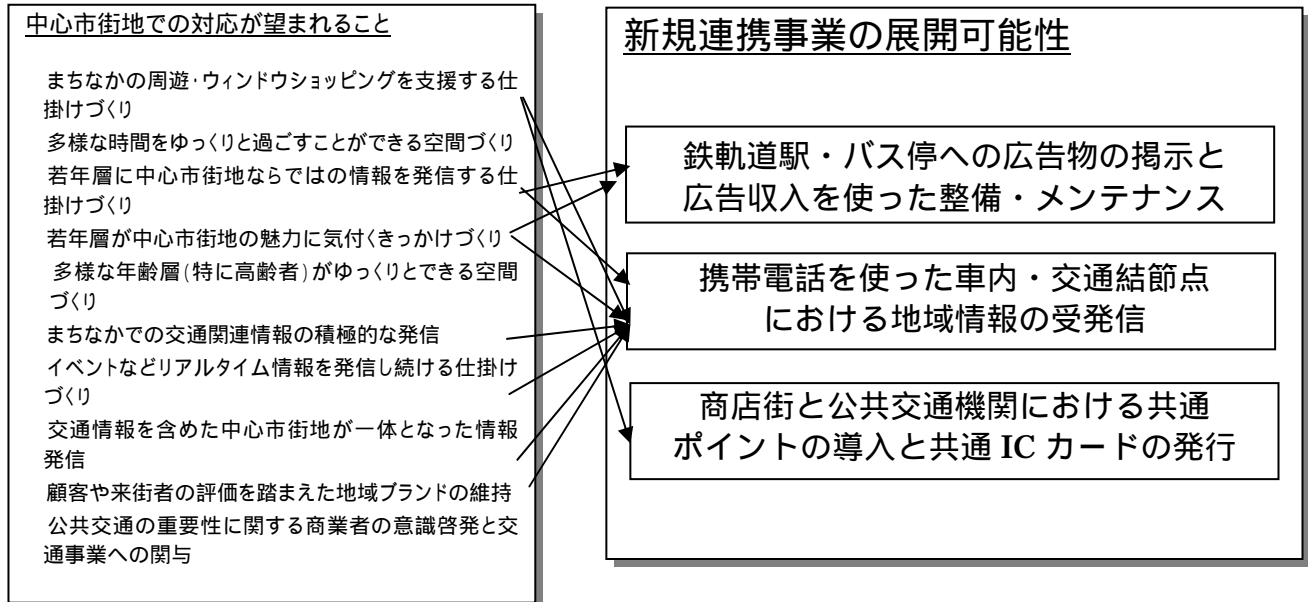 中心市街地での対応が望まれること
まちなかの周遊・ウィンドウショッピングを支援する仕
掛けづくり
多様な時間をゆっくりと過ごすことができる空間づくり
若年層に中心市街地ならではの情報を発信する仕
掛けづくり
若年層が中心市街地の魅力に気付くきっかけづくり
多様な年齢層(特に高齢者)がゆっくりとできる空間
づくり
まちなかでの交通関連情報の積極的な発信
イベントなどリアルタイム情報を発信し続ける仕掛け
づくり
交通情報を含めた中心市街地が一体となった情報
発信
顧客や来街者の評価を踏まえた地域ブランドの維持
公共交通の重要性に関する商業者の意識啓発と交
通事業への関与
新規連携事業の展開可能性
鉄軌道駅・バス停への広告物の掲示と
広告収入を使った整備・メンテナンス
携帯電話を使った車内・交通結節点
における地域情報の受発信
商店街と公共交通機関における共通
ポイントの導入と共通 IC カードの発行